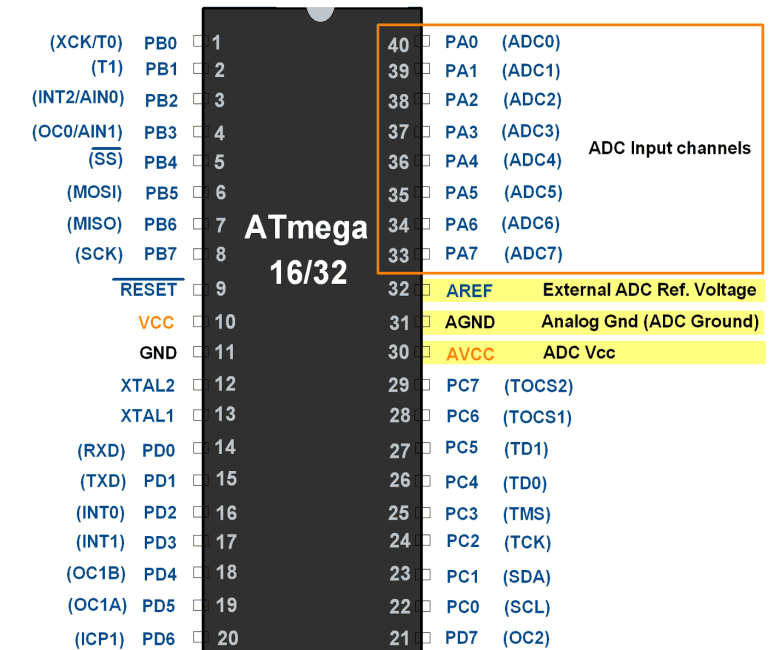 (XCK/T0) PB0 1 40 PA0 (ADC0)
(T1) PB1 2 39 PA1 (ADC1)
(INT2/AIN0) PB2 3 38 PA2 (ADC2)
(OC0/AIN1) PB3 4 37 PA3 (ADC3)
ADC Input channels
(SS) PB4 5 36 PA4 (ADC4)
(MOSI) PB5 6 35 PA5 (ADC5)
(MISO) PB6 7 34 PA6 (ADC6)
ATmega
(SCK) PB7 8 33 PA7 (ADC7)
16/32
RESET 9 32 AREF External ADC Ref. Voltage
VCC 10 31 AGND Analog Gnd (ADC Ground)
GND 11 30 AVCC ADC Vcc
XTAL2 12 29 PC7 (TOCS2)
XTAL1 13 28 PC6 (TOCS1)
(RXD) PD0 14 27 PC5 (TD1)
(TXD) PD1 15 26 PC4 (TD0)
(INT0) PD2 16 25 PC3 (TMS)
(INT1) PD3 17 24 PC2 (TCK)
(OC1B) PD4 18 23 PC1 (SDA)
(OC1A) PD5 19 22 PC0 (SCL)
(ICP1) PD6 20 21 PD7 (OC2)